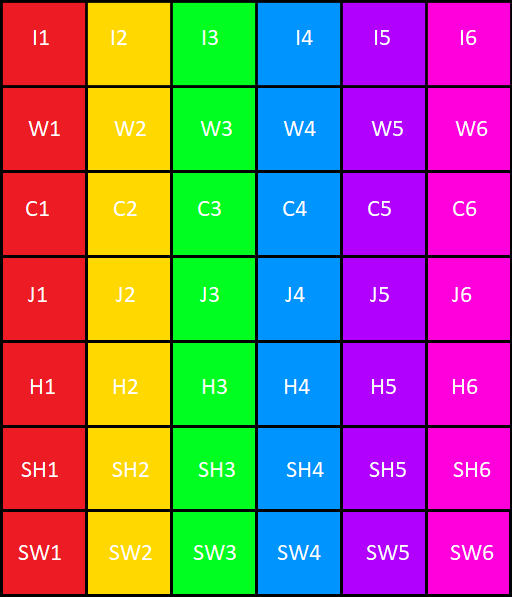 I1 I2 I3 I4 I5 I6
W1 W2 W3 W4 W5 W6
C1 C2 C3 C4 C5 C6
J1 J2 J3 J4 J5 J6
H1 H2 H3 H4 H5 H6
SH1 SH2 SH3 SH4 SH5 SH6
SW1 SW2 SW3 SW4 SW5 SW6